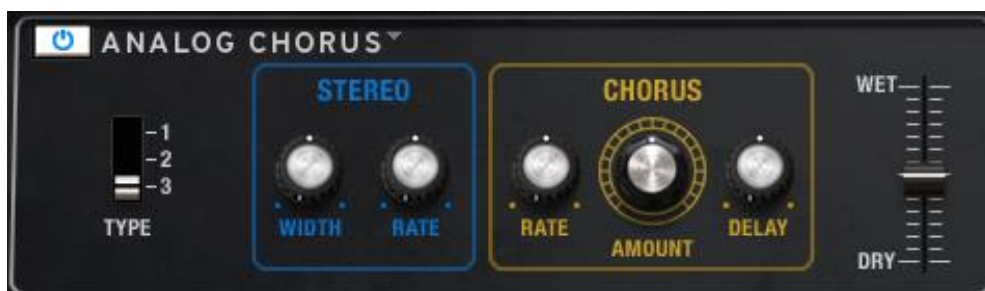 ANALOG CHORUS
STEREO
CHORUS
WET
1
2
3
TYPE
WIDTH
RATE
RATE
AMOUNT
DELAY
DRY